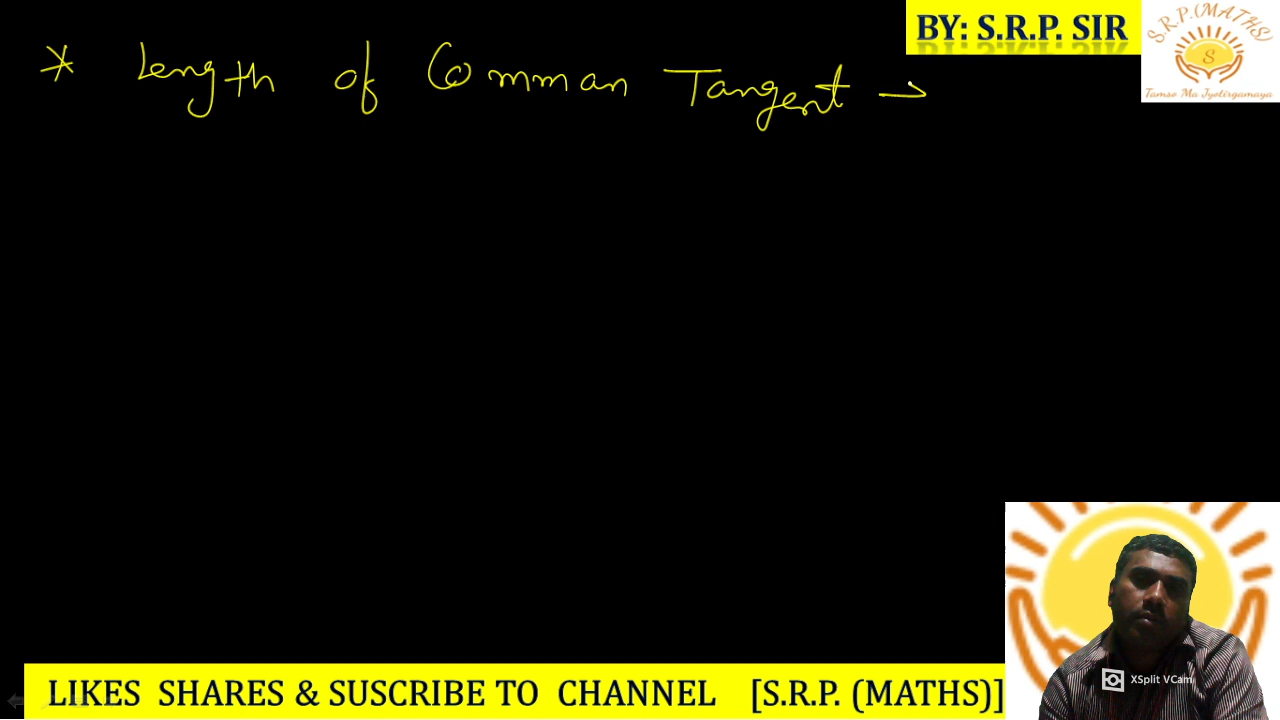 BY: S.R.P. SIR
S.R.P.(MATHS)
S
Tamso Ma Jyotirgamaya
* Length of Comman Tangent →
XSplit VCam
LIKES SHARES & SUSCRIBE TO CHANNEL [S.R.P. (MATHS)]